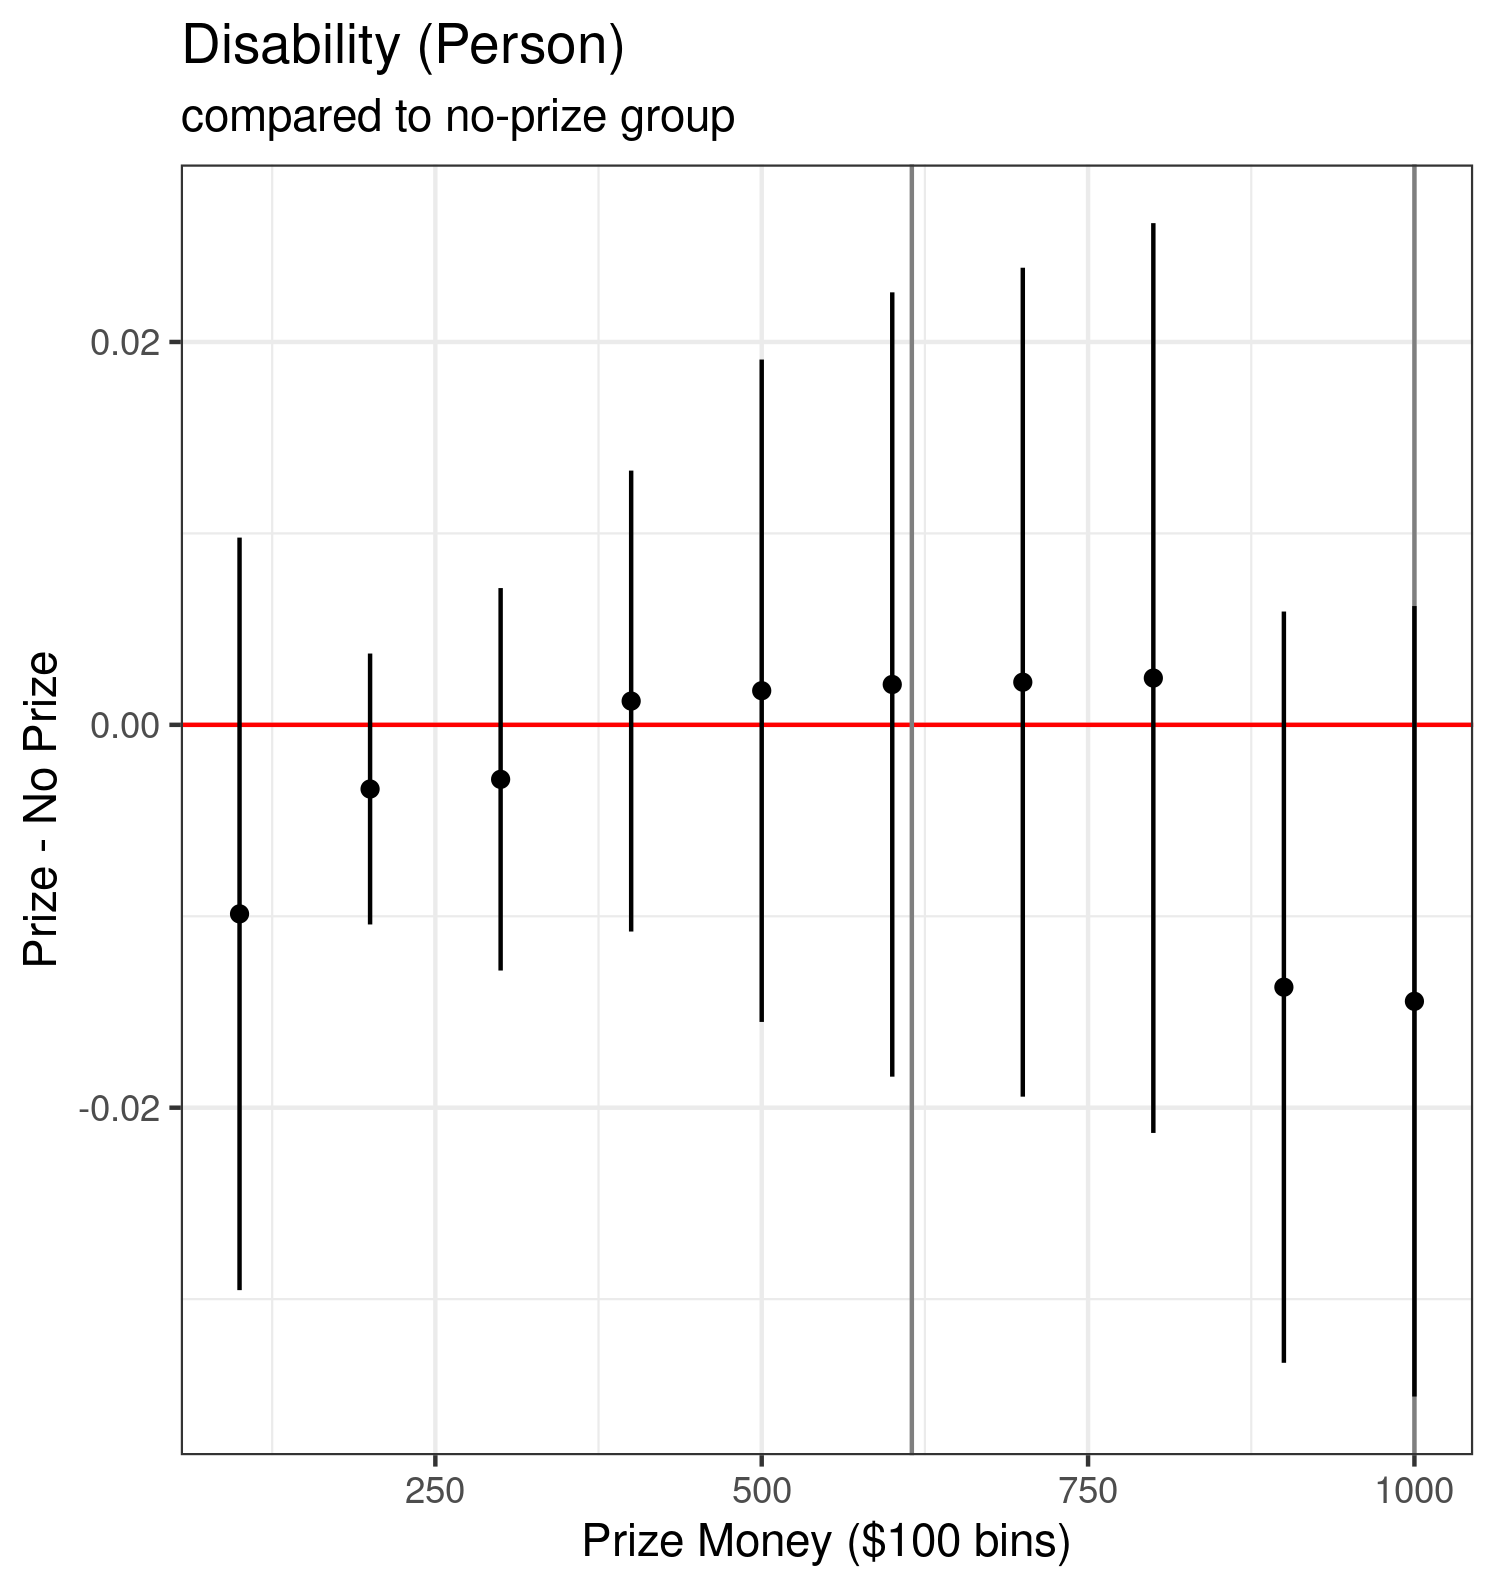 Disability (Person)
compared to no-prize group
Prize - No Prize
0.02
0.00
-0.02
250
500
750
1000
Prize Money ($100 bins)